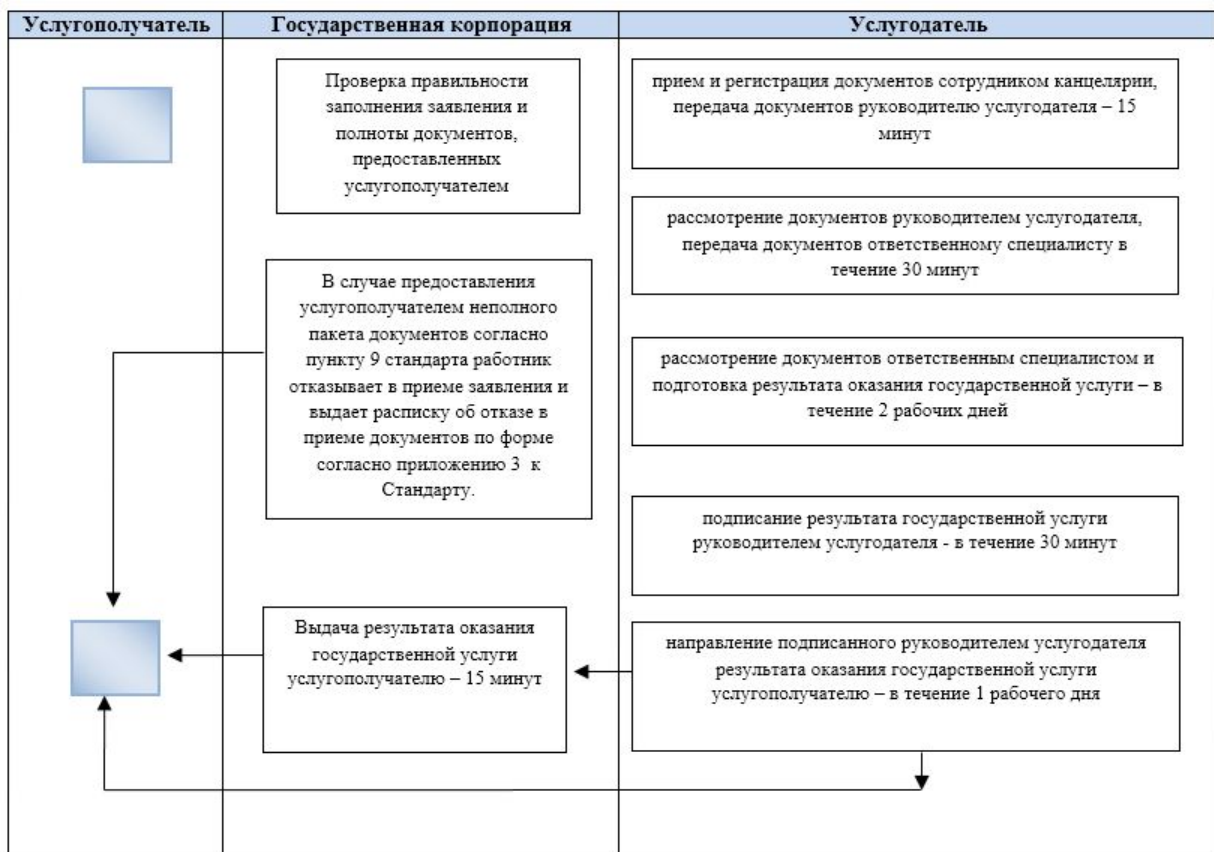 Услугополучатель
Государственная корпорация
Услугодатель
Проверка правильности
заполнения заявления и
полноты документов,
предоставленных
услугополучателем
В случае предоставления
услугополучателем неполного
пакета документов согласно
пункту 9 стандарта работник
отказывает в приеме заявления и
выдает расписку об отказе в
приеме документов по форме
согласно приложению 3 к
Стандарту.
Выдача результата оказания
государственной услуги
услугополучателю – 15 минут
прием и регистрация документов сотрудником канцелярии,
передача документов руководителю услугодателя – 15
минут
рассмотрение документов руководителем услугодателя,
передача документов ответственному специалисту в
течение 30 минут
рассмотрение документов ответственным специалистом и
подготовка результата оказания государственной услуги – в
течение 2 рабочих дней
подписание результата государственной услуги
руководителем услугодателя - в течение 30 минут
направление подписанного руководителем услугодателя
результата оказания государственной услуги
услугополучателю – в течение 1 рабочего дня